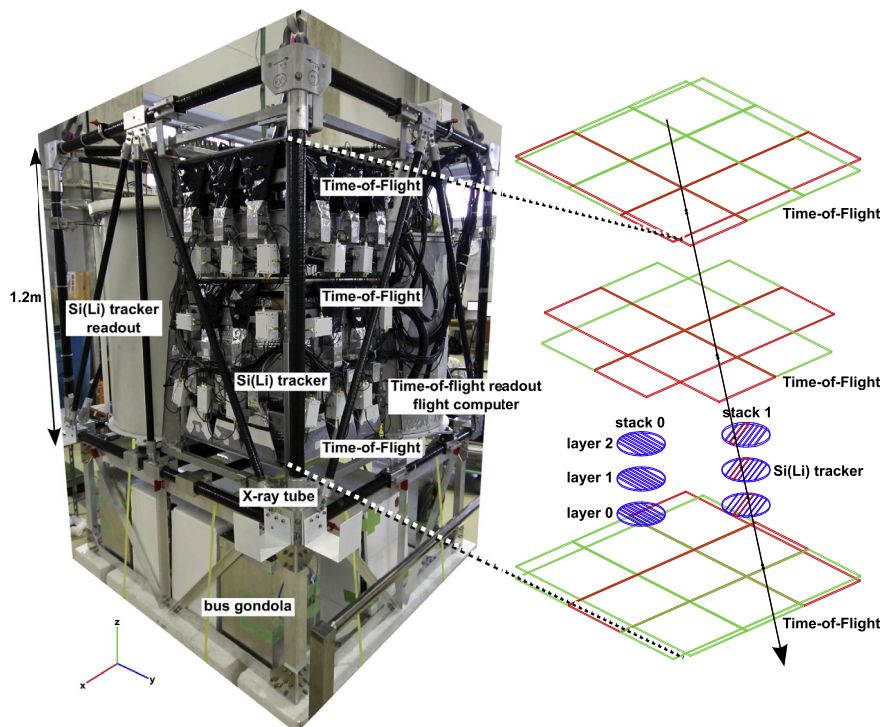 Time-of-Flight
Time-of-Flight
1.2m
Si(Li) tracker
readout
Time-of-Flight
Time-of-Flight
Si(Li) tracker
Time-of-flight readout
flight computer
stack 0
stack 1
layer 2
Time-of-Flight
layer 1
Si(Li) tracker
X-ray tube
layer 0
bus gondola
Time-of-Flight
z
x
y